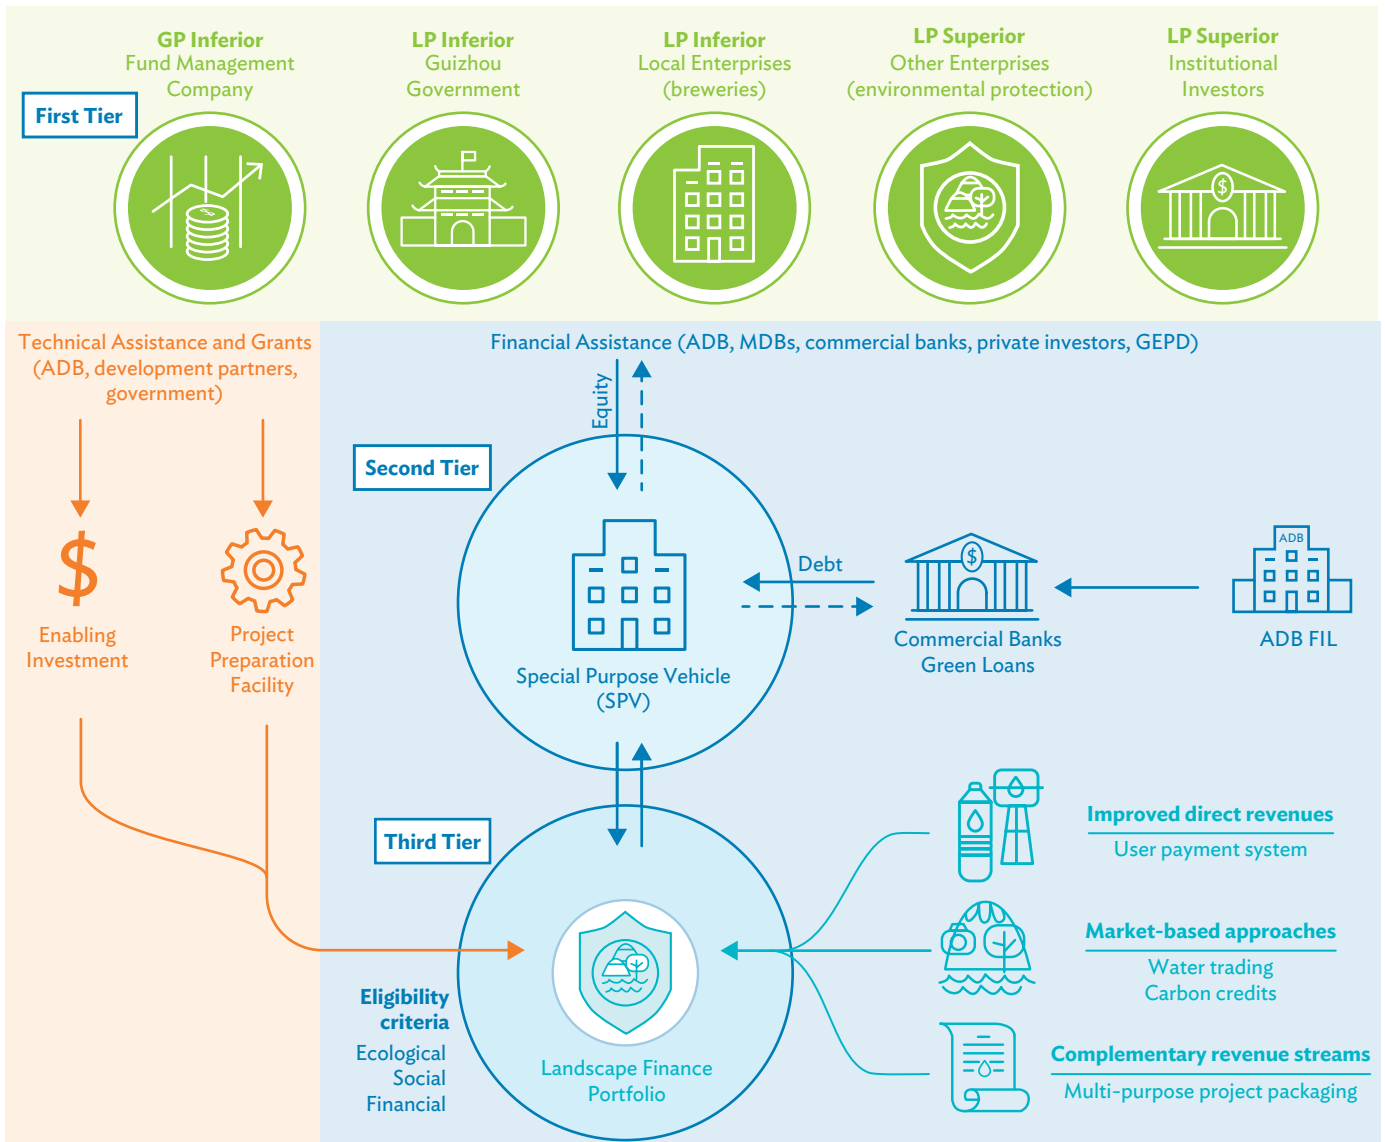 GP Inferior
Fund Management
Company
LP Inferior
Guizhou
Government
LP Inferior
Local Enterprises
(breweries)
LP Superior
Other Enterprises
(environmental protection)
LP Superior
Institutional
Investors
First Tier
$
$
Technical Assistance and Grants
(ADB, development partners,
government)
Financial Assistance (ADB, MDBs, commercial banks, private investors, GEPD)
Equity
Second Tier
$
Enabling
Investment
Project
Preparation
Facility
Special Purpose Vehicle
(SPV)
Debt
$
Commercial Banks
Green Loans
ADB
ADB FIL
Third Tier
Improved direct revenues
User payment system
Market-based approaches
Water trading
Carbon credits
Eligibility
criteria
Ecological
Social
Financial
Landscape Finance
Portfolio
Complementary revenue streams
Multi-purpose project packaging